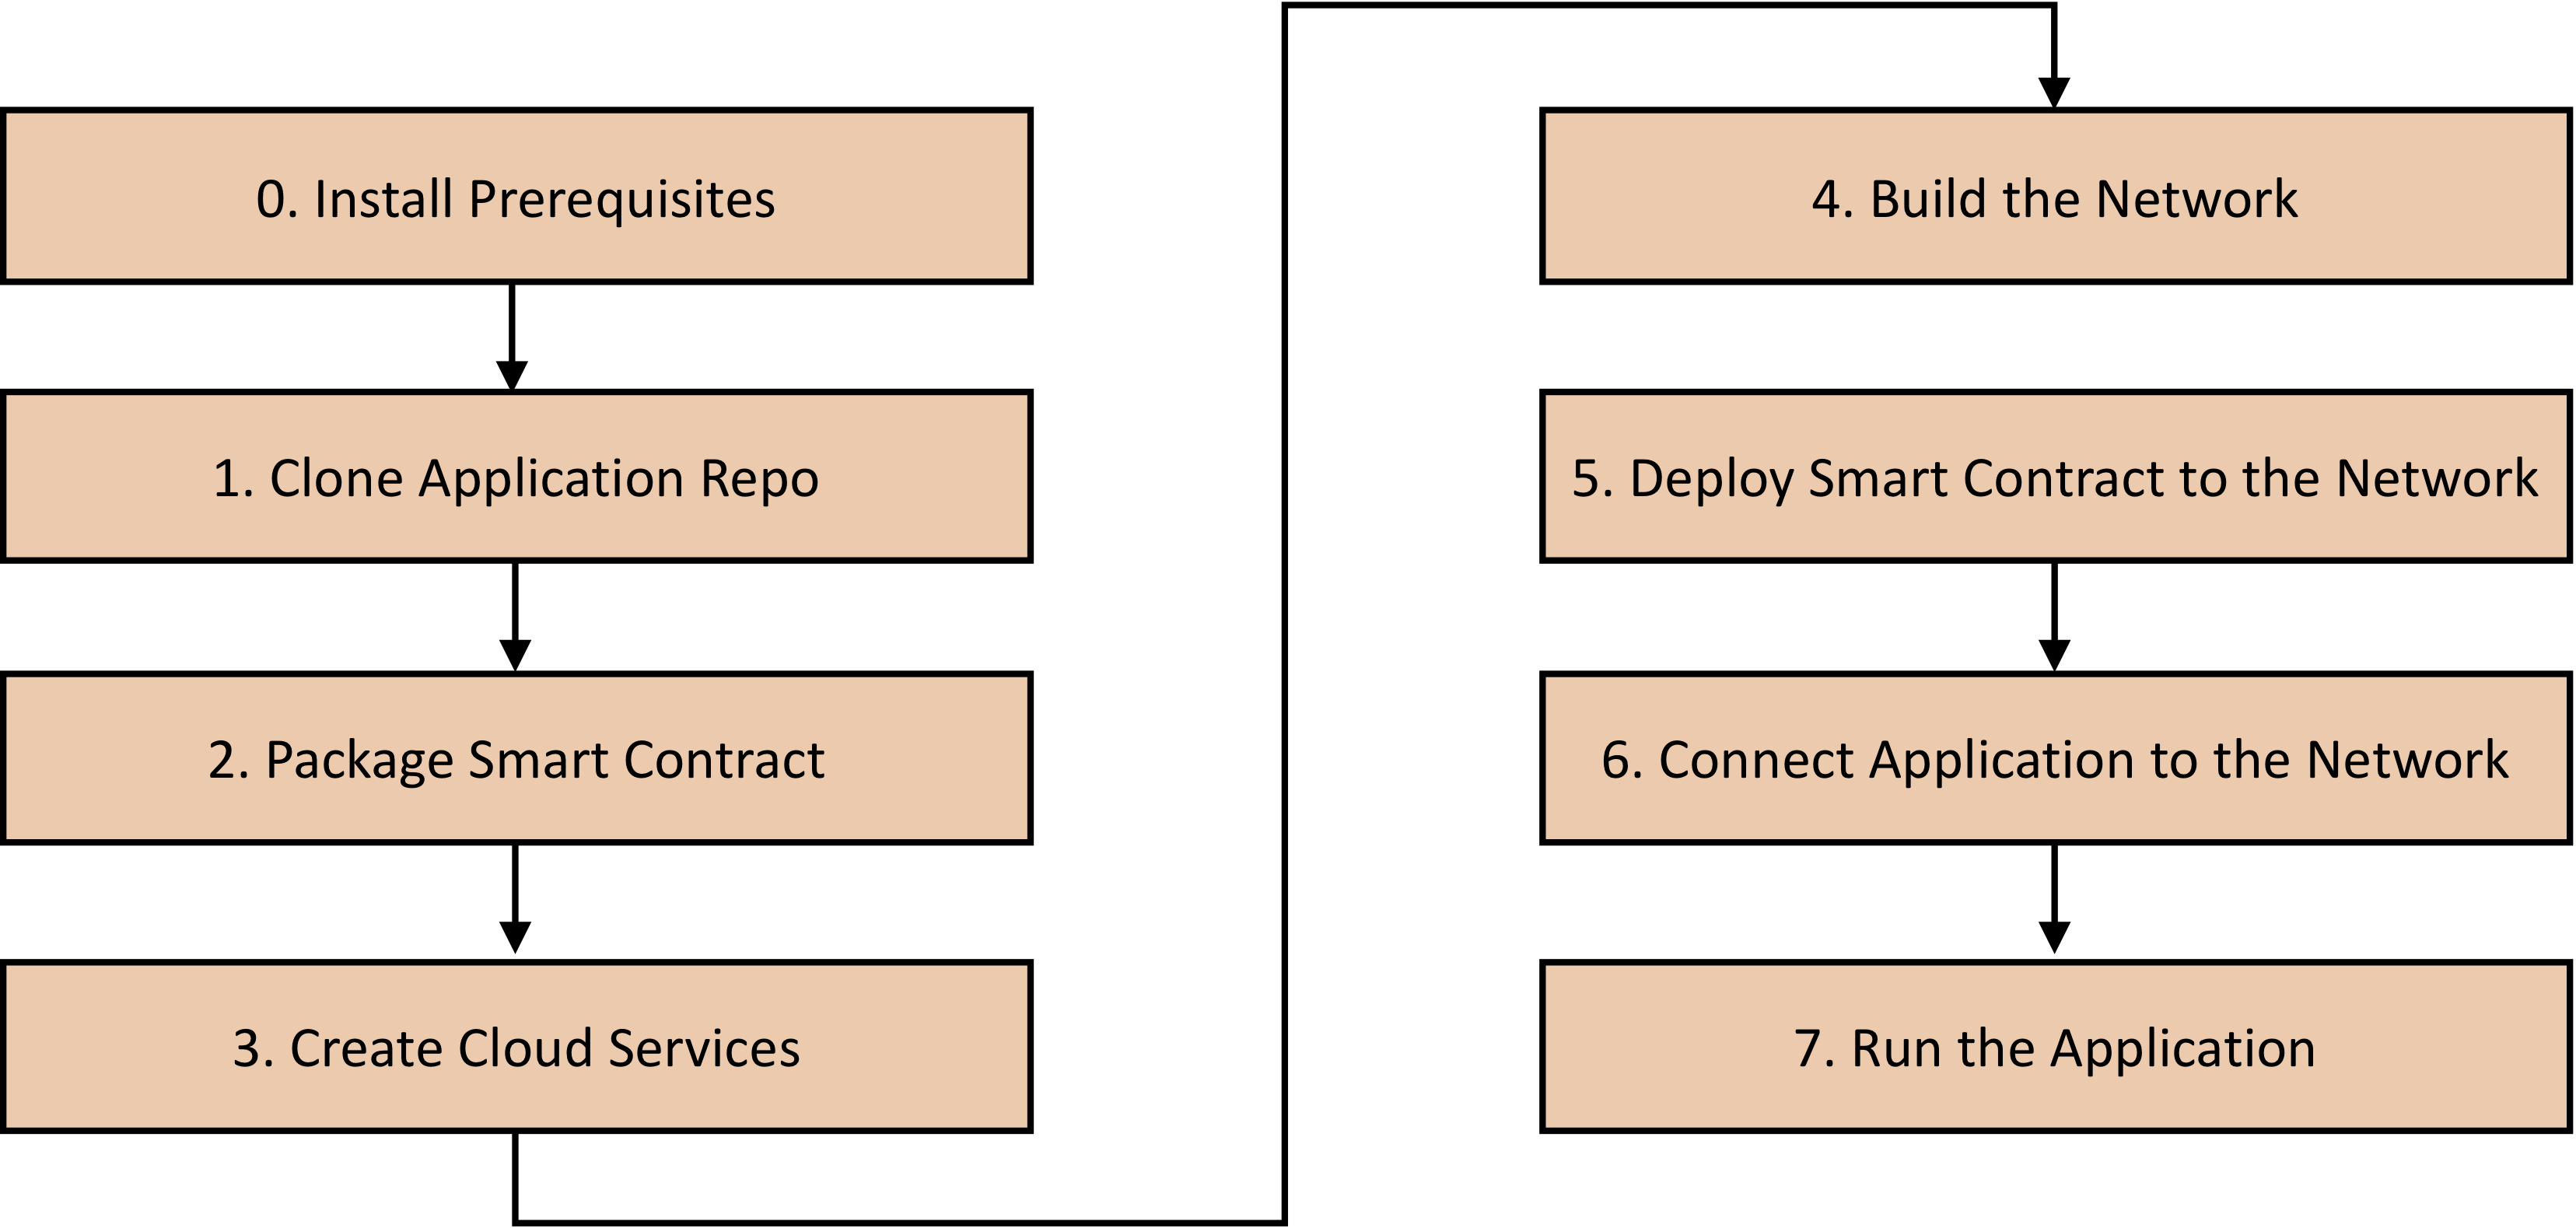 0. Install Prerequisites
1. Clone Application Repo
2. Package Smart Contract
3. Create Cloud Services
4. Build the Network
5. Deploy Smart Contract to the Network
6. Connect Application to the Network
7. Run the Application